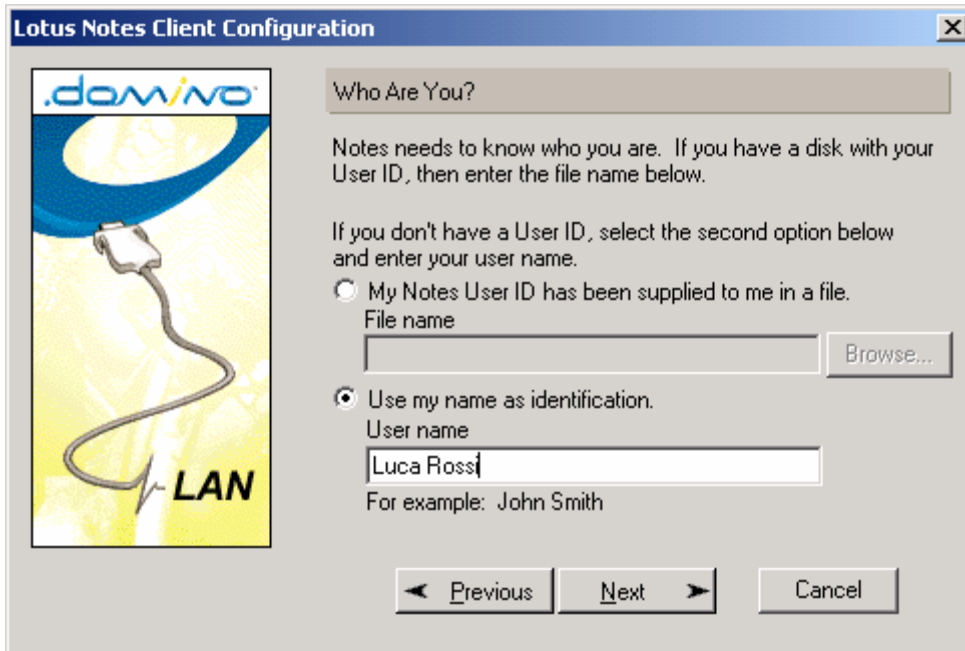 Lotus Notes Client Configuration
.domino
Who Are You?
Notes needs to know who you are.  If you have a disk with your
User ID, then enter the file name below.
If you don't have a User ID, select the second option below
and enter your user name.
My Notes User ID has been supplied to me in a file.
File name
Browse...
Use my name as identification.
User name
Luca Rossi
For example:  John Smith
LAN
Previous
Next
Cancel